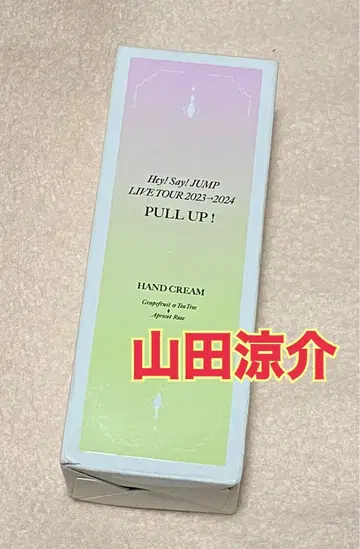 Hey! Say! JUMP
LIVE TOUR 2023→2024
PULL UP!
HAND CREAM
Grapefruit & Tea Tree
Apricot Rose
山田涼介